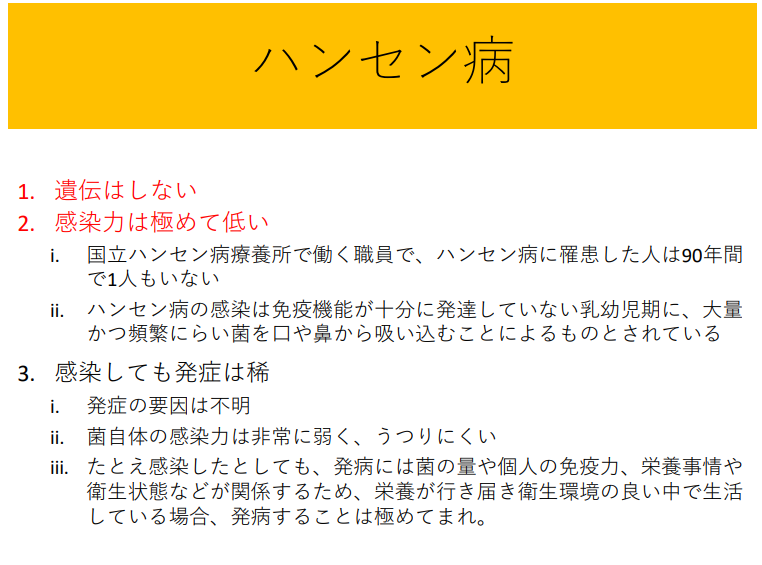 ハンセン病
1. 遺伝はしない
2. 感染力は極めて低い
i. 国立ハンセン病療養所で働く職員で、ハンセン病に罹患した人は90年間
で1人もいない
ii. ハンセン病の感染は免疫機能が十分に発達していない乳幼児期に、大量
かつ頻繁にらい菌を口や鼻から吸い込むことによるものとされている
3. 感染しても発症は稀
i. 発症の要因は不明
ii. 菌自体の感染力は非常に弱く、うつりにくい
iii. たとえ感染したとしても、発病には菌の量や個人の免疫力、栄養事情や
衛生状態などが関係するため、栄養が行き届き衛生環境の良い中で生活
している場合、発病することは極めてまれ。